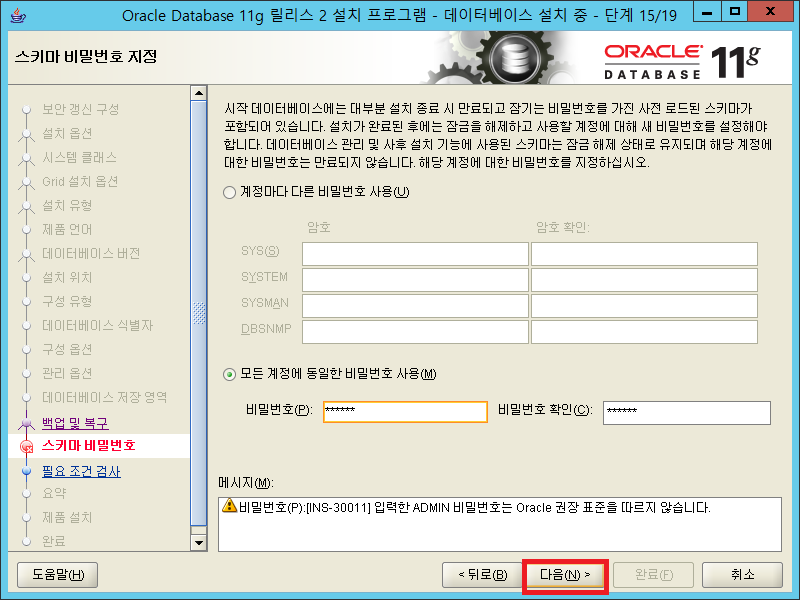 Oracle Database 11g 릴리스 2 설치 프로그램 - 데이터베이스 설치 중 - 단계 15/19
스키마 비밀번호 지정
ORACLE
DATABASE 11g
보안 갱신 구성
설치 옵션
시스템 클래스
Grid 설치 옵션
설치 유형
제품 언어
데이터베이스 버전
설치 위치
구성 유형
데이터베이스 식별자
구성 옵션
관리 옵션
데이터베이스 저장 영역
백업 및 복구
스키마 비밀번호
필요 조건 검사
요약
제품 설치
완료
시작 데이터베이스에는 대부분 설치 종료 시 만료되고 잠기는 비밀번호를 가진 사전 로드된 스키마가
포함되어 있습니다. 설치가 완료된 후에는 잠금을 해제하고 사용할 계정에 대해 새 비밀번호를 설정해야
합니다. 데이터베이스 관리 및 사후 설치 기능에 사용된 스키마는 잠금 해제 상태로 유지되며 해당 계정에
대한 비밀번호는 만료되지 않습니다. 해당 계정에 대한 비밀번호를 지정하십시오.
계정마다 다른 비밀번호 사용(U)
암호 암호 확인:
SYS(S)
SYSTEM
SYSMAN
DBSNMP
모든 계정에 동일한 비밀번호 사용(M)
비밀번호(P): ****** 비밀번호 확인(C): ******
메시지(M):
비밀번호(P):[INS-30011] 입력한 ADMIN 비밀번호는 Oracle 권장 표준을 따르지 않습니다.
도움말(H) < 뒤로(B) 다음(N) > 완료(F) 취소